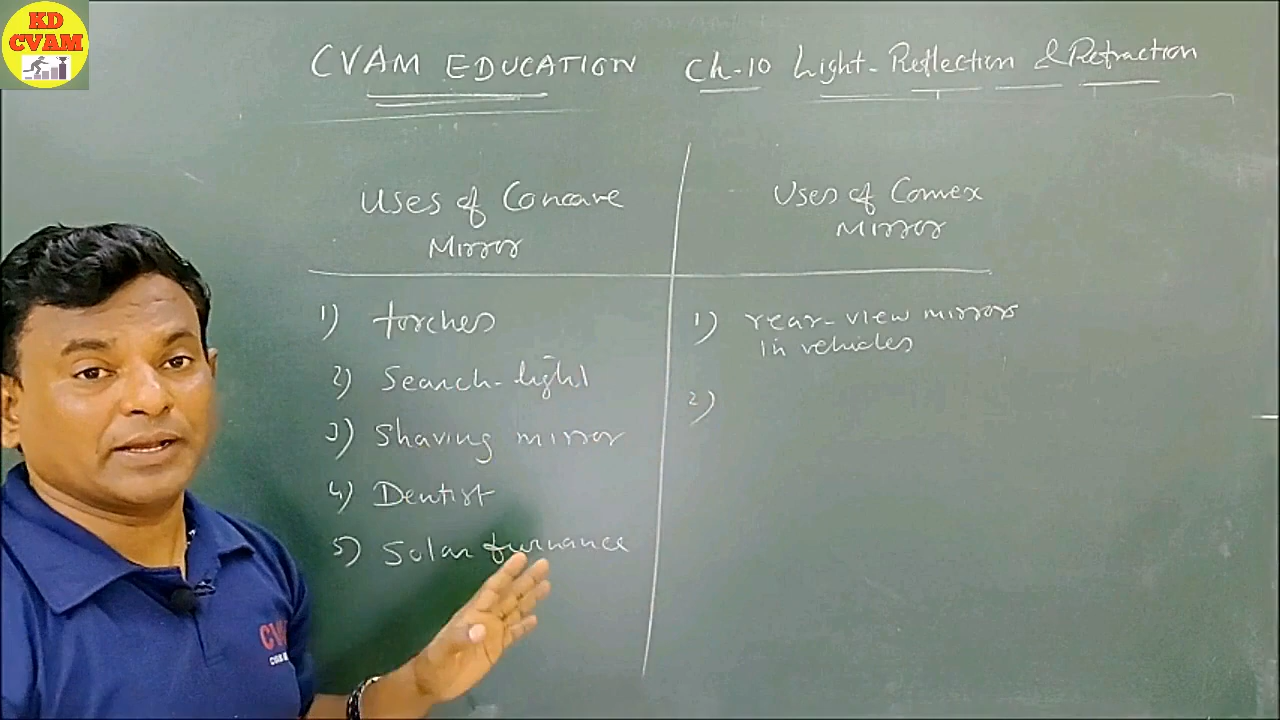 KD
CVAM
CVAM EDUCATION Ch-10 Light-Reflection & Refraction
Uses of Concave
Mirror
Uses of Convex
Mirror
1) torches
2) Search-light
3) Shaving mirror
4) Dentist
5) Solar furnance
1) rear-view mirrors
in vehicles
2)